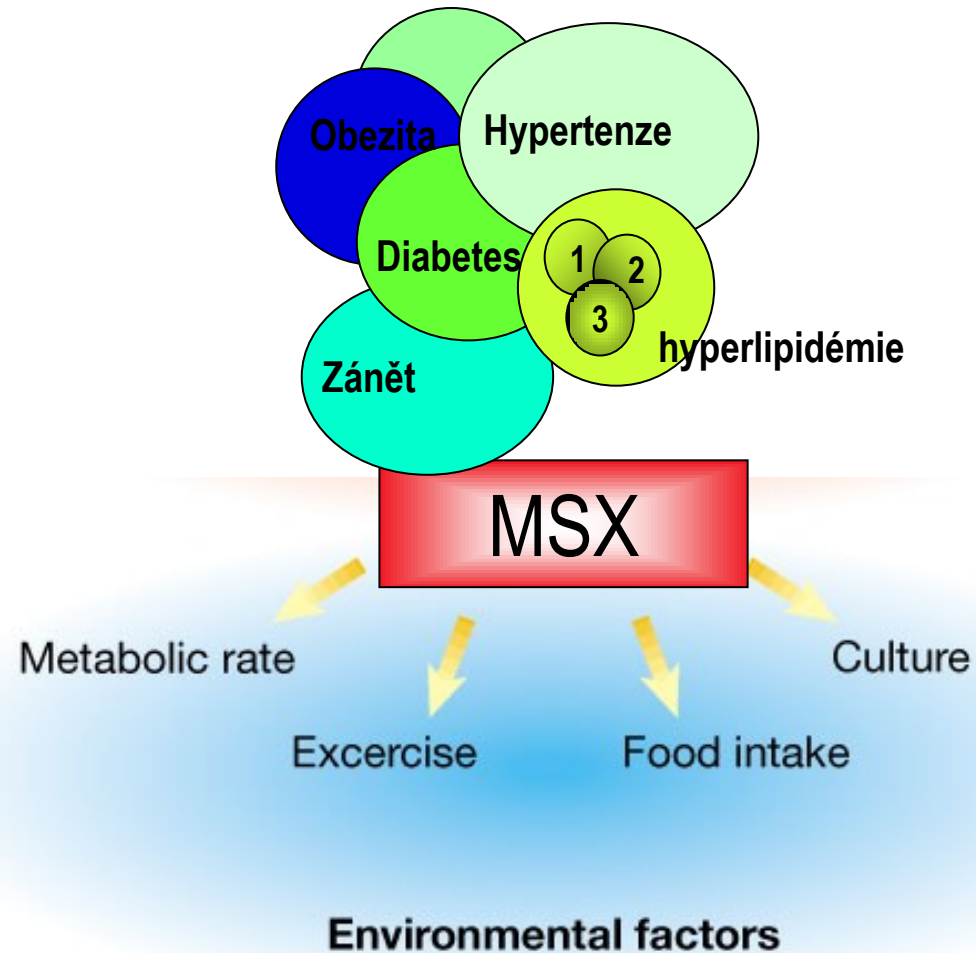 Obezita
Hypertenze
Diabetes
1
2
3
hyperlipidémie
Zánět
MSX
Metabolic rate
Culture
Excercise
Food intake
Environmental factors